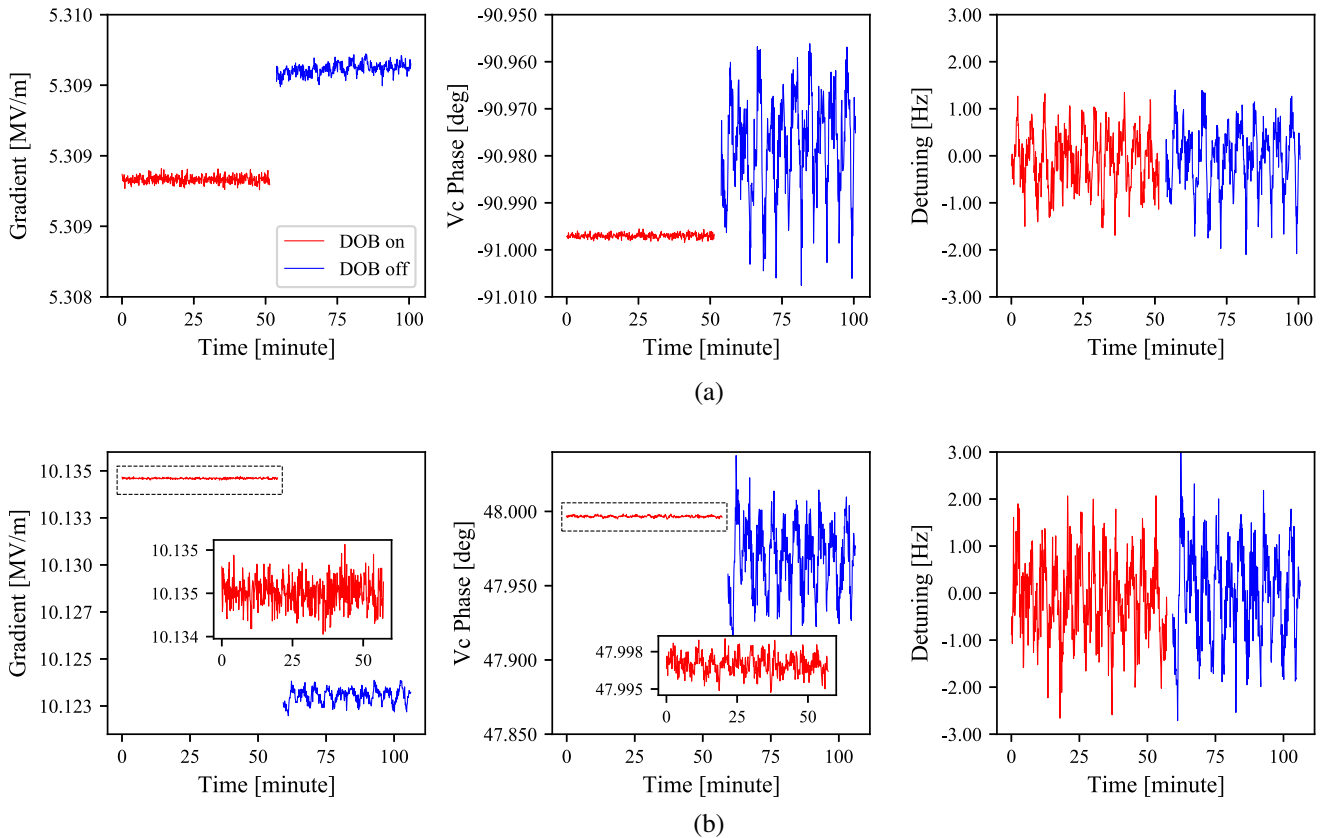 5.310
5.309
5.309
5.309
5.308
Gradient [MV/m]
0 25 50 75 100
Time [minute]
DOB on
DOB off
-90.950
-90.960
-90.970
-90.980
-90.990
-91.000
-91.010
Vc Phase [deg]
0 25 50 75 100
Time [minute]
3.00
2.00
1.00
0.00
-1.00
-2.00
-3.00
Detuning [Hz]
0 25 50 75 100
Time [minute]
(a)
10.135
10.133
10.130
10.127
10.125
10.123
Gradient [MV/m]
10.135
10.135
10.134
0 25 50
0 25 50 75 100
Time [minute]
48.000
47.950
47.900
47.850
Vc Phase [deg]
47.998
47.995
0 25 50
0 25 50 75 100
Time [minute]
3.00
2.00
1.00
0.00
-1.00
-2.00
-3.00
Detuning [Hz]
0 25 50 75 100
Time [minute]
(b)